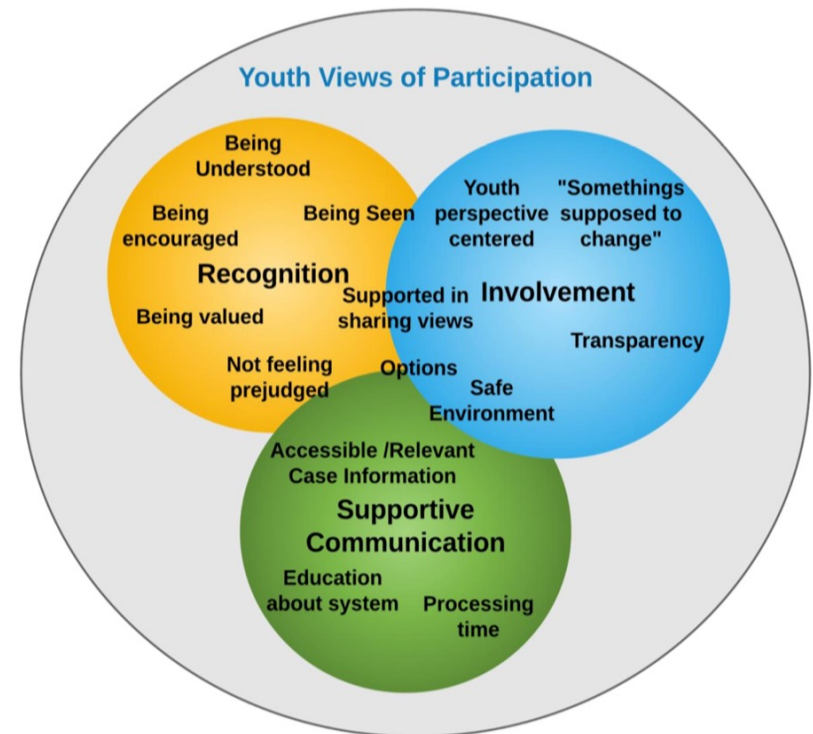 Youth Views of Participation
Being
Understood
Being
encouraged
Being Seen
Recognition
Being valued
Not feeling
prejudged
Supported in
sharing views
Options
Youth
perspective
centered
"Somethings
supposed to
change"
Involvement
Transparency
Safe
Environment
Accessible /Relevant
Case Information
Supportive
Communication
Education
about system
Processing
time